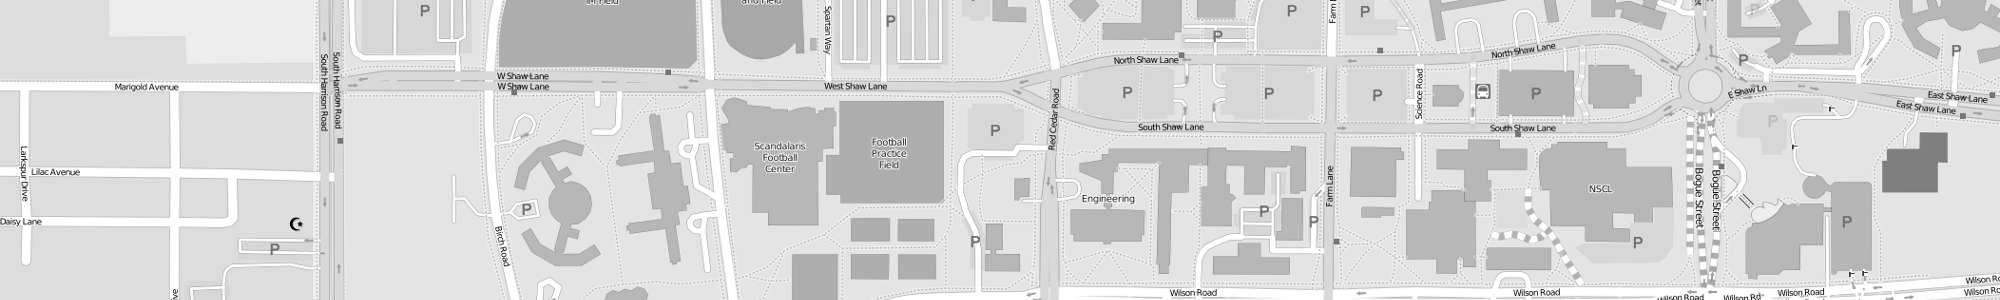 IM Field
and Field
P
Spartan Way
P
P
P
Farm Lane
P
P
P
W Shaw Lane
W Shaw Lane
West Shaw Lane
North Shaw Lane
North Shaw Lane
East Shaw Lane
East Shaw Lane
E Shaw Ln
Marigold Avenue
South Harrison Road
South Harrison Road
P
P
P
P
Science Road
P
P
South Shaw Lane
South Shaw Lane
Red Cedar Road
Scandalaris
Football
Center
Football
Practice
Field
Larkspur Drive
Lilac Avenue
Daisy Lane
P
Birch Road
P
P
Engineering
P
P
Farm Lane
NSCL
P
Bogue Street
Bogue Street
P
Wilson Road
Wilson Road
Wilson Road
Wilson Rd
Wilson Road